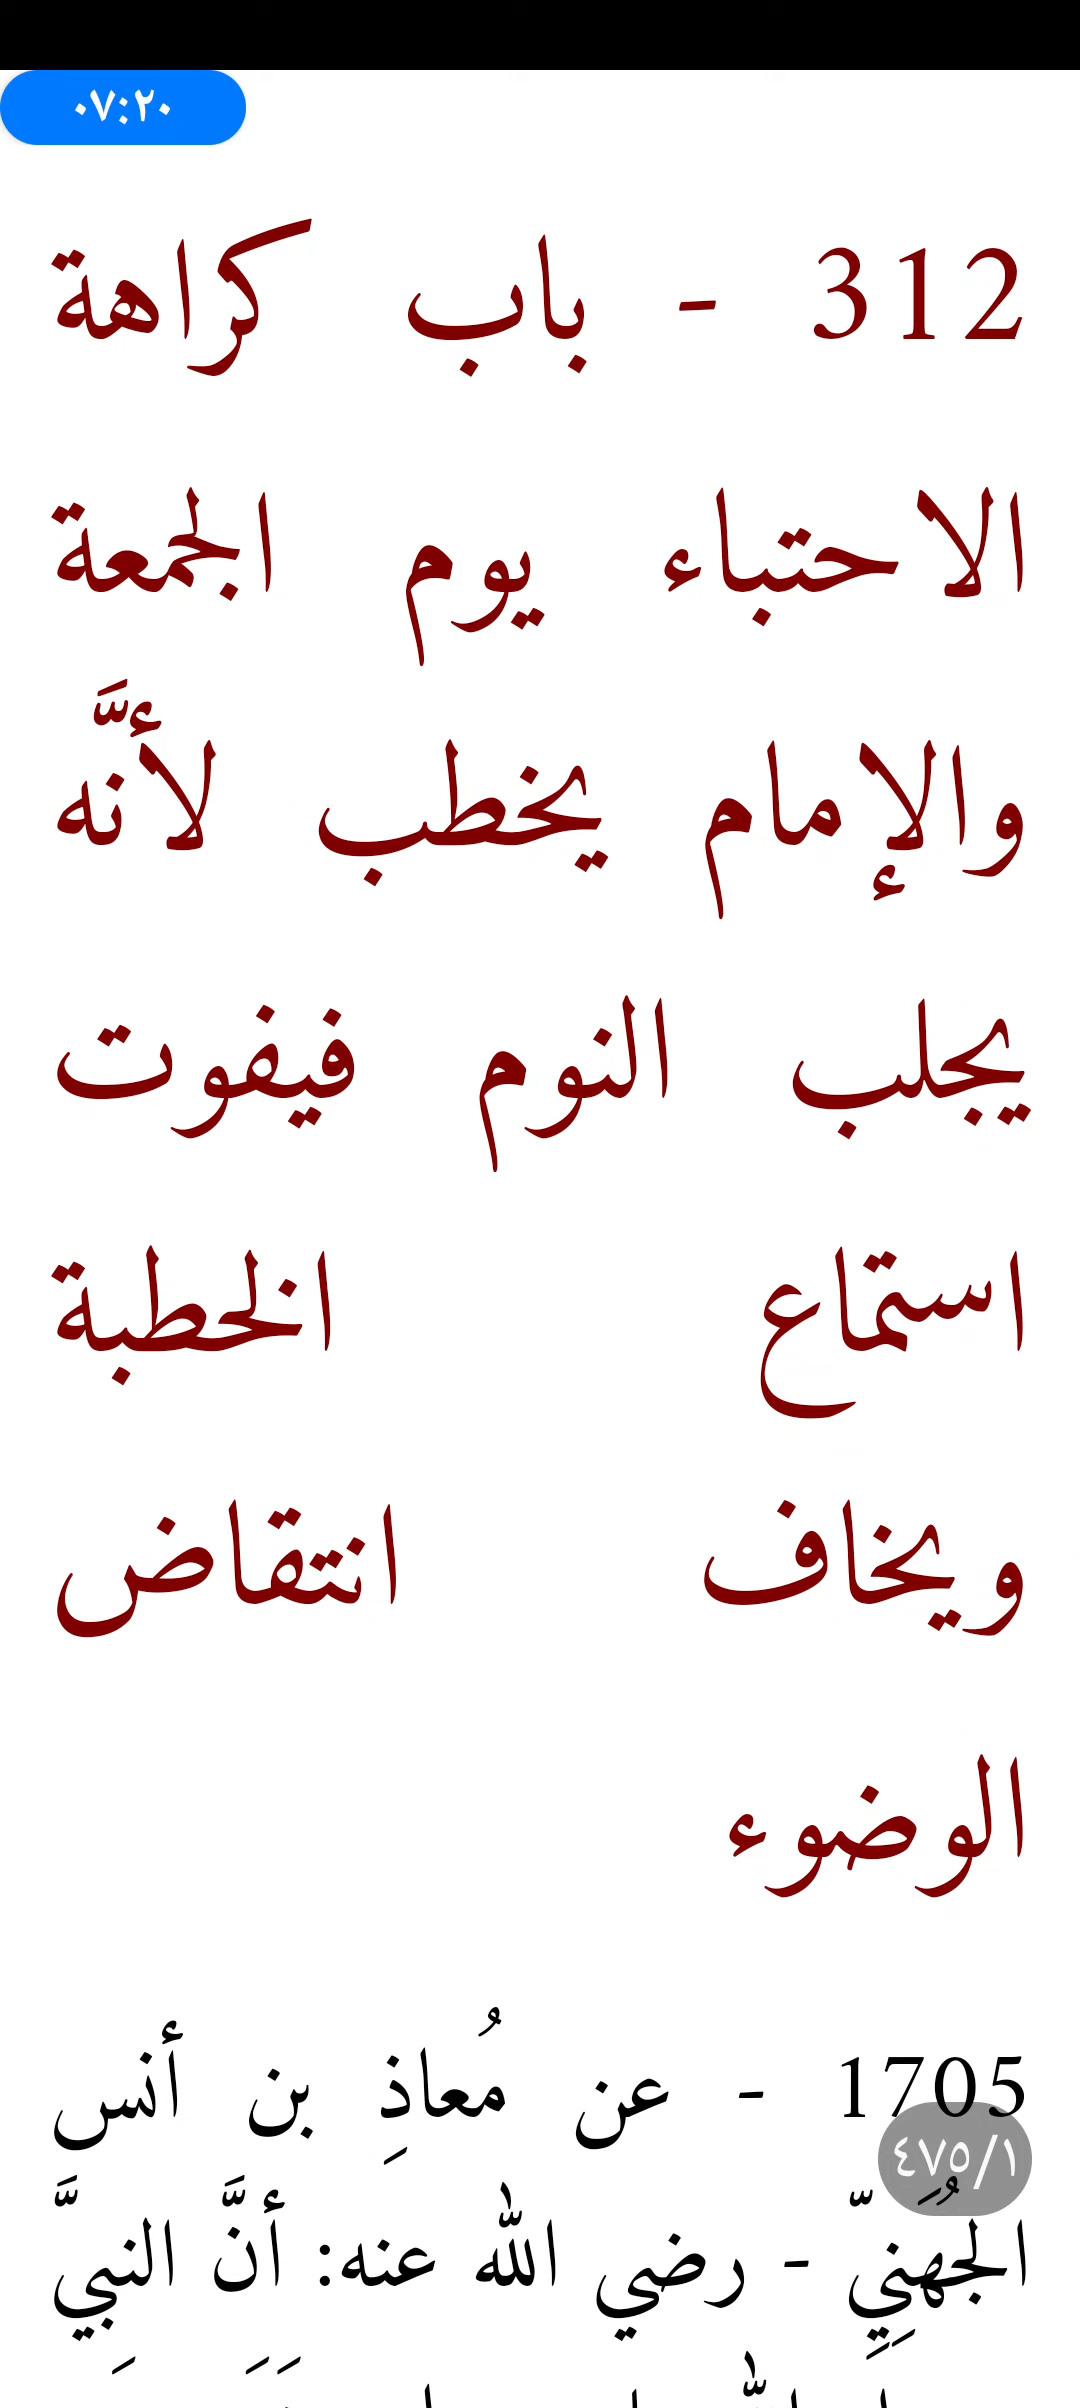 ٠٧:٢٠
312 - باب كراهة
الاحتباء يوم الجمعة
والإمام يخطب لأنَّه
يجلب النوم فيفوت
استماع الخطبة
ويخاف انتقاض
الوضوء
1705 - عن مُعاذِ بن أنس
٤٧٥/١
الجُهَنِيِّ - رضي الله عنه: أنَّ النبيَّ